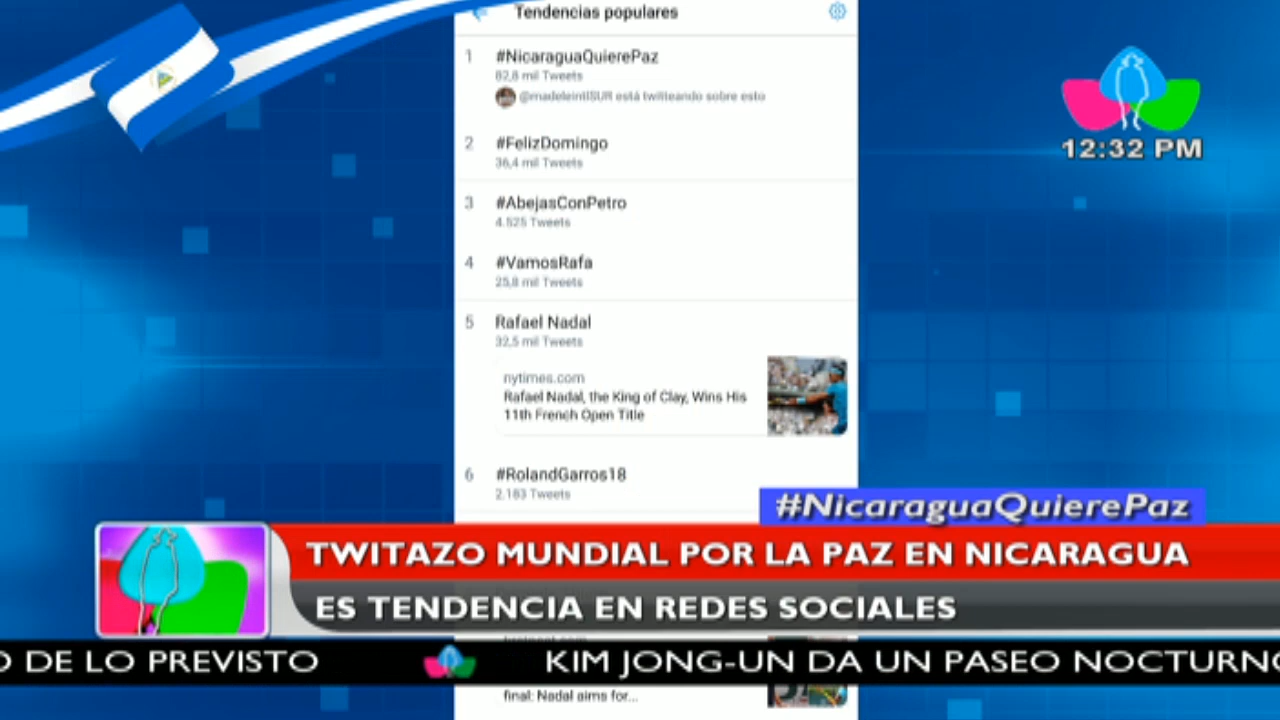 Tendencias populares
1 #NicaraguaQuierePaz
82,8 mil Tweets
@madeleintlSUR está twitteando sobre esto
2 #FelizDomingo
36,4 mil Tweets
3 #AbejasConPetro
4.525 Tweets
4 #VamosRafa
25,8 mil Tweets
5 Rafael Nadal
32,5 mil Tweets
nytimes.com
Rafael Nadal, the King of Clay, Wins His
11th French Open Title
6 #RolandGarros18
2.183 Tweets
12:32 PM
#NicaraguaQuierePaz
TWITAZO MUNDIAL POR LA PAZ EN NICARAGUA
ES TENDENCIA EN REDES SOCIALES
O DE LO PREVISTO
KIM JONG-UN DA UN PASEO NOCTURNO
final: Nadal aims for...